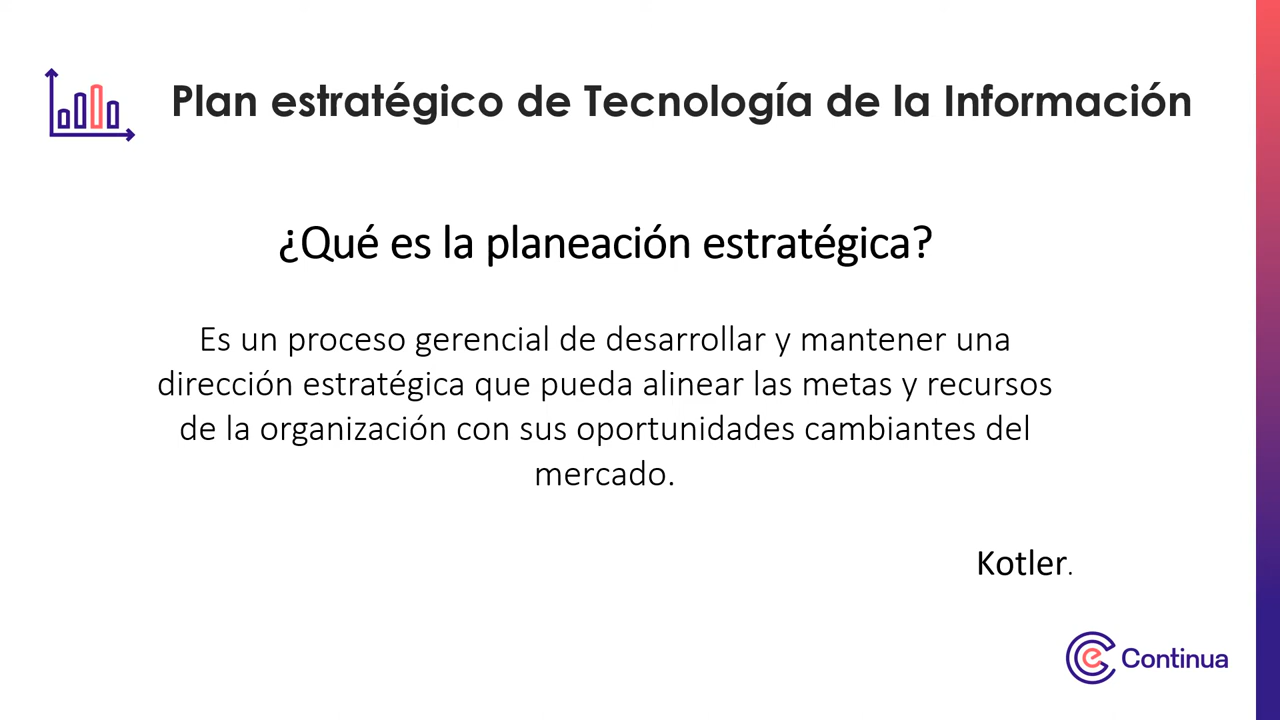 Plan estratégico de Tecnología de la Información
¿Qué es la planeación estratégica?
Es un proceso gerencial de desarrollar y mantener una
dirección estratégica que pueda alinear las metas y recursos
de la organización con sus oportunidades cambiantes del
mercado.
Kotler.
e Continua